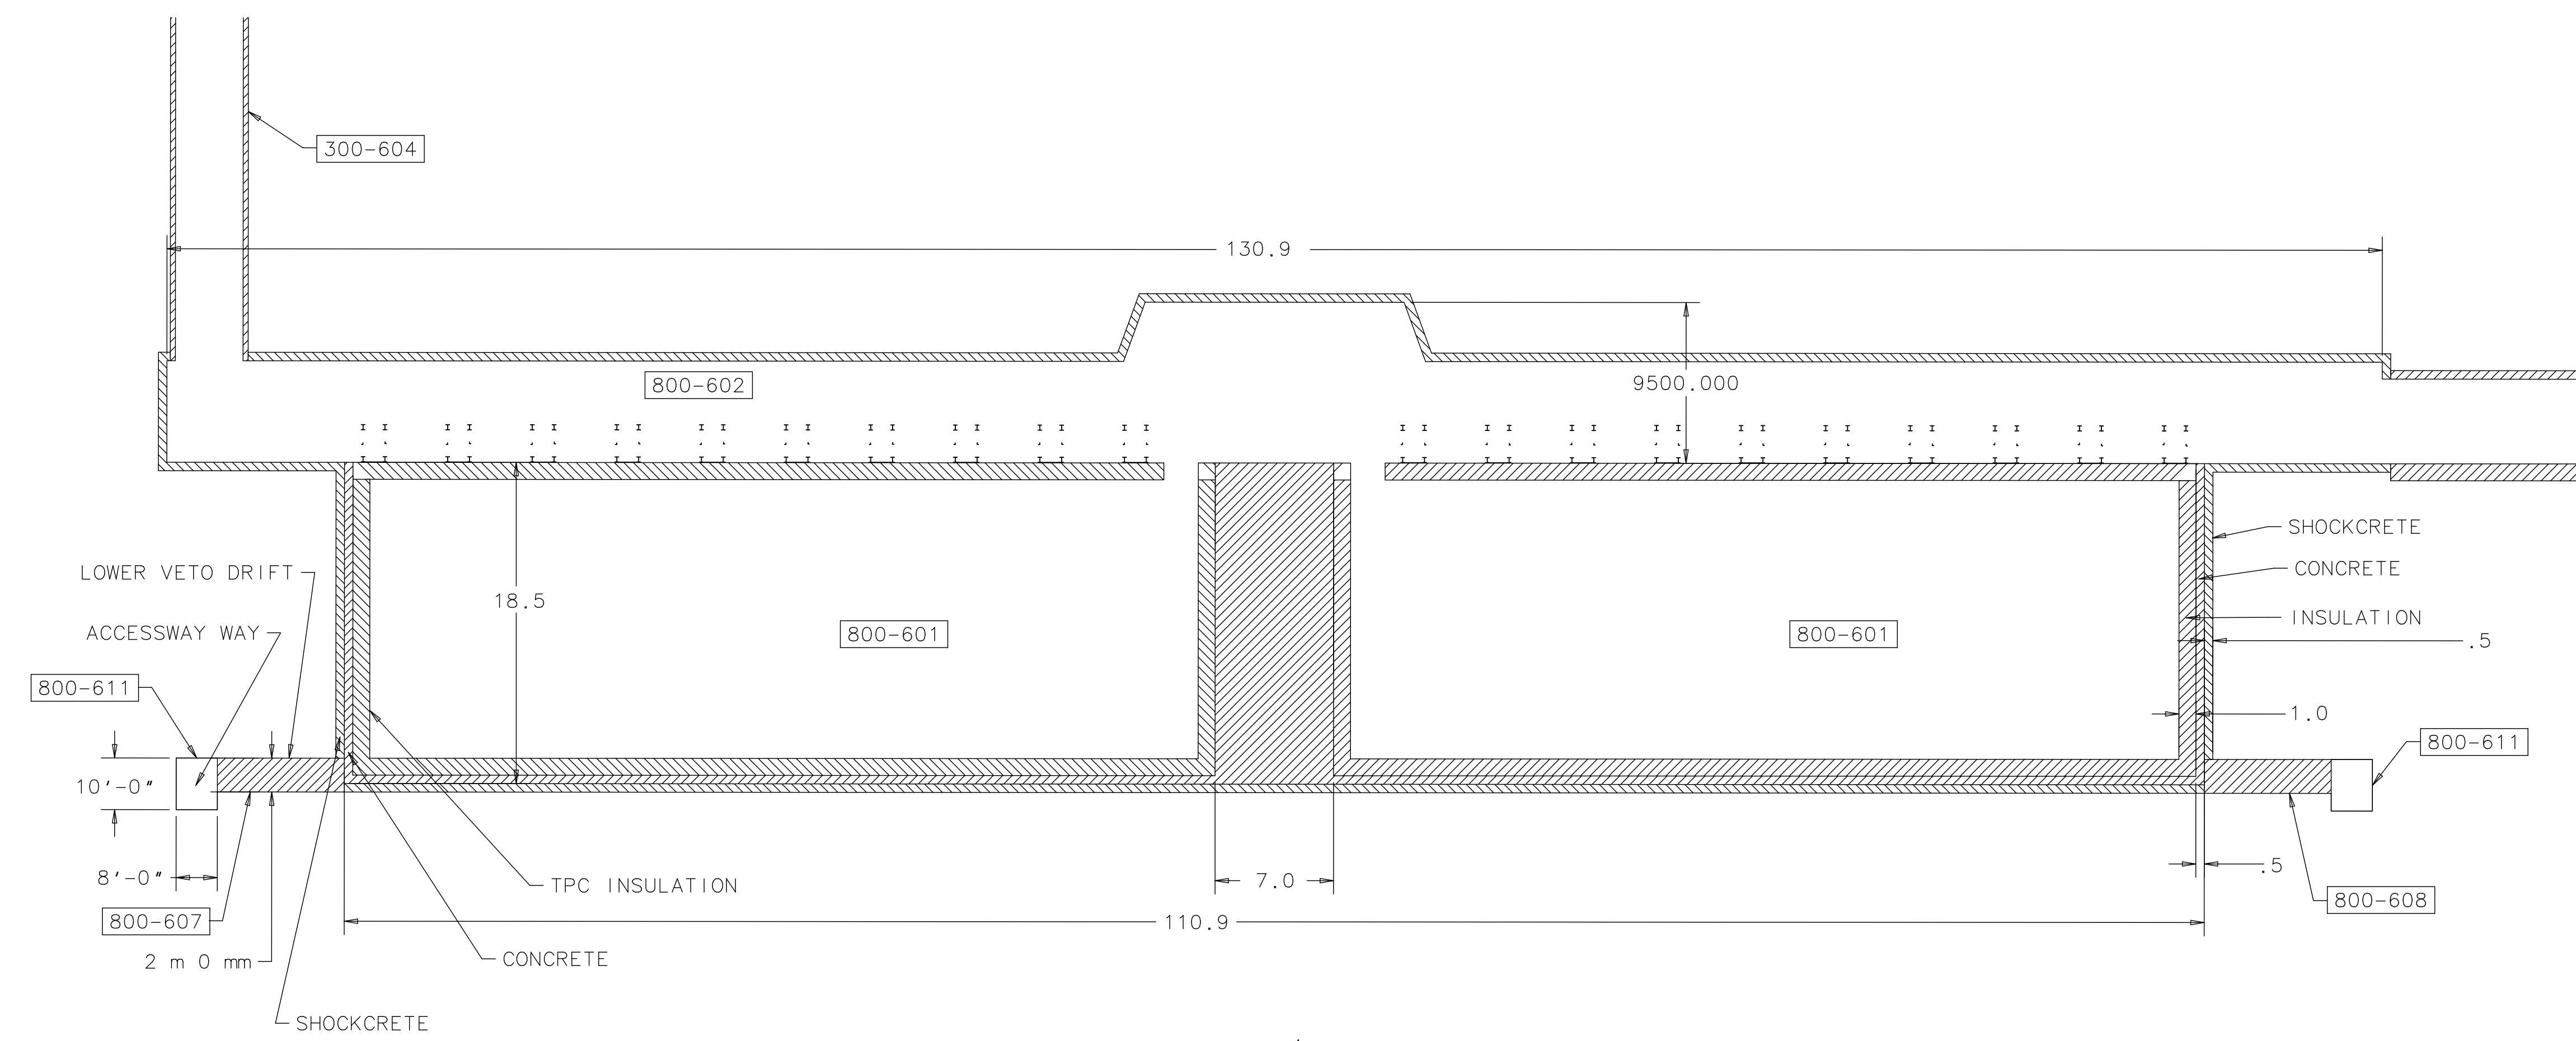 300-604
130.9
9500.000
800-602
SHOCKCRETE
CONCRETE
LOWER VETO DRIFT
18.5
INSULATION
ACCESSWAY WAY
800-601
800-601
.5
800-611
1.0
800-611
10'-0"
8'-0"
.5
TPC INSULATION
7.0
800-608
800-607
110.9
2 m 0 mm
CONCRETE
SHOCKCRETE